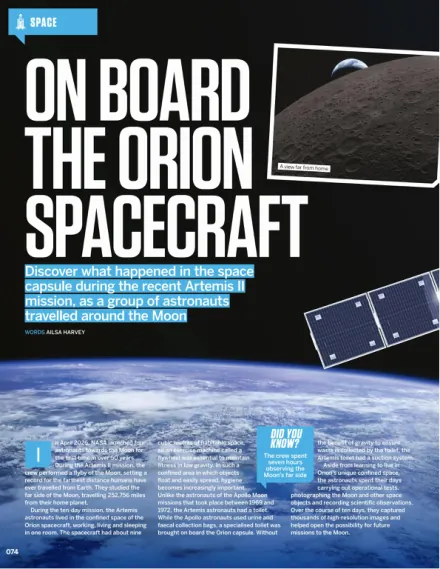 SPACE
ON BOARD
THE ORION
SPACECRAFT
A view far from home
Discover what happened in the space
capsule during the recent Artemis II
mission, as a group of astronauts
travelled around the Moon
WORDS AILSA HARVEY
In April 2026, NASA launched four
astronauts towards the Moon for
the first time in over 50 years.
During the Artemis II mission, the
crew performed a flyby of the Moon, setting a
record for the farthest distance humans have
ever travelled from Earth. They studied the
far side of the Moon, travelling 252,756 miles
from their home planet.
During the ten day mission, the Artemis
astronauts lived in the confined space of the
Orion spacecraft, working, living and sleeping
in one room. The spacecraft had about nine
cubic metres of habitable space,
so an exercise machine called a
flywheel was essential to maintain
fitness in low gravity. In such a
confined area in which objects
float and easily spread, hygiene
becomes increasingly important.
Unlike the astronauts of the Apollo Moon
missions that took place between 1969 and
1972, the Artemis astronauts had a toilet.
While the Apollo astronauts used urine and
faecal collection bags, a specialised toilet was
brought on board the Orion capsule. Without
DID YOU
KNOW?
The crew spent
seven hours
observing the
Moon's far side
the benefit of gravity to ensure
waste is collected by the toilet, the
Artemis toilet had a suction system.
Aside from learning to live in
Orion's unique confined space,
the astronauts spent their days
carrying out operational tests,
photographing the Moon and other space
objects and recording scientific observations.
Over the course of ten days, they captured
thousands of high-resolution images and
helped open the possibility for future
missions to the Moon.
074